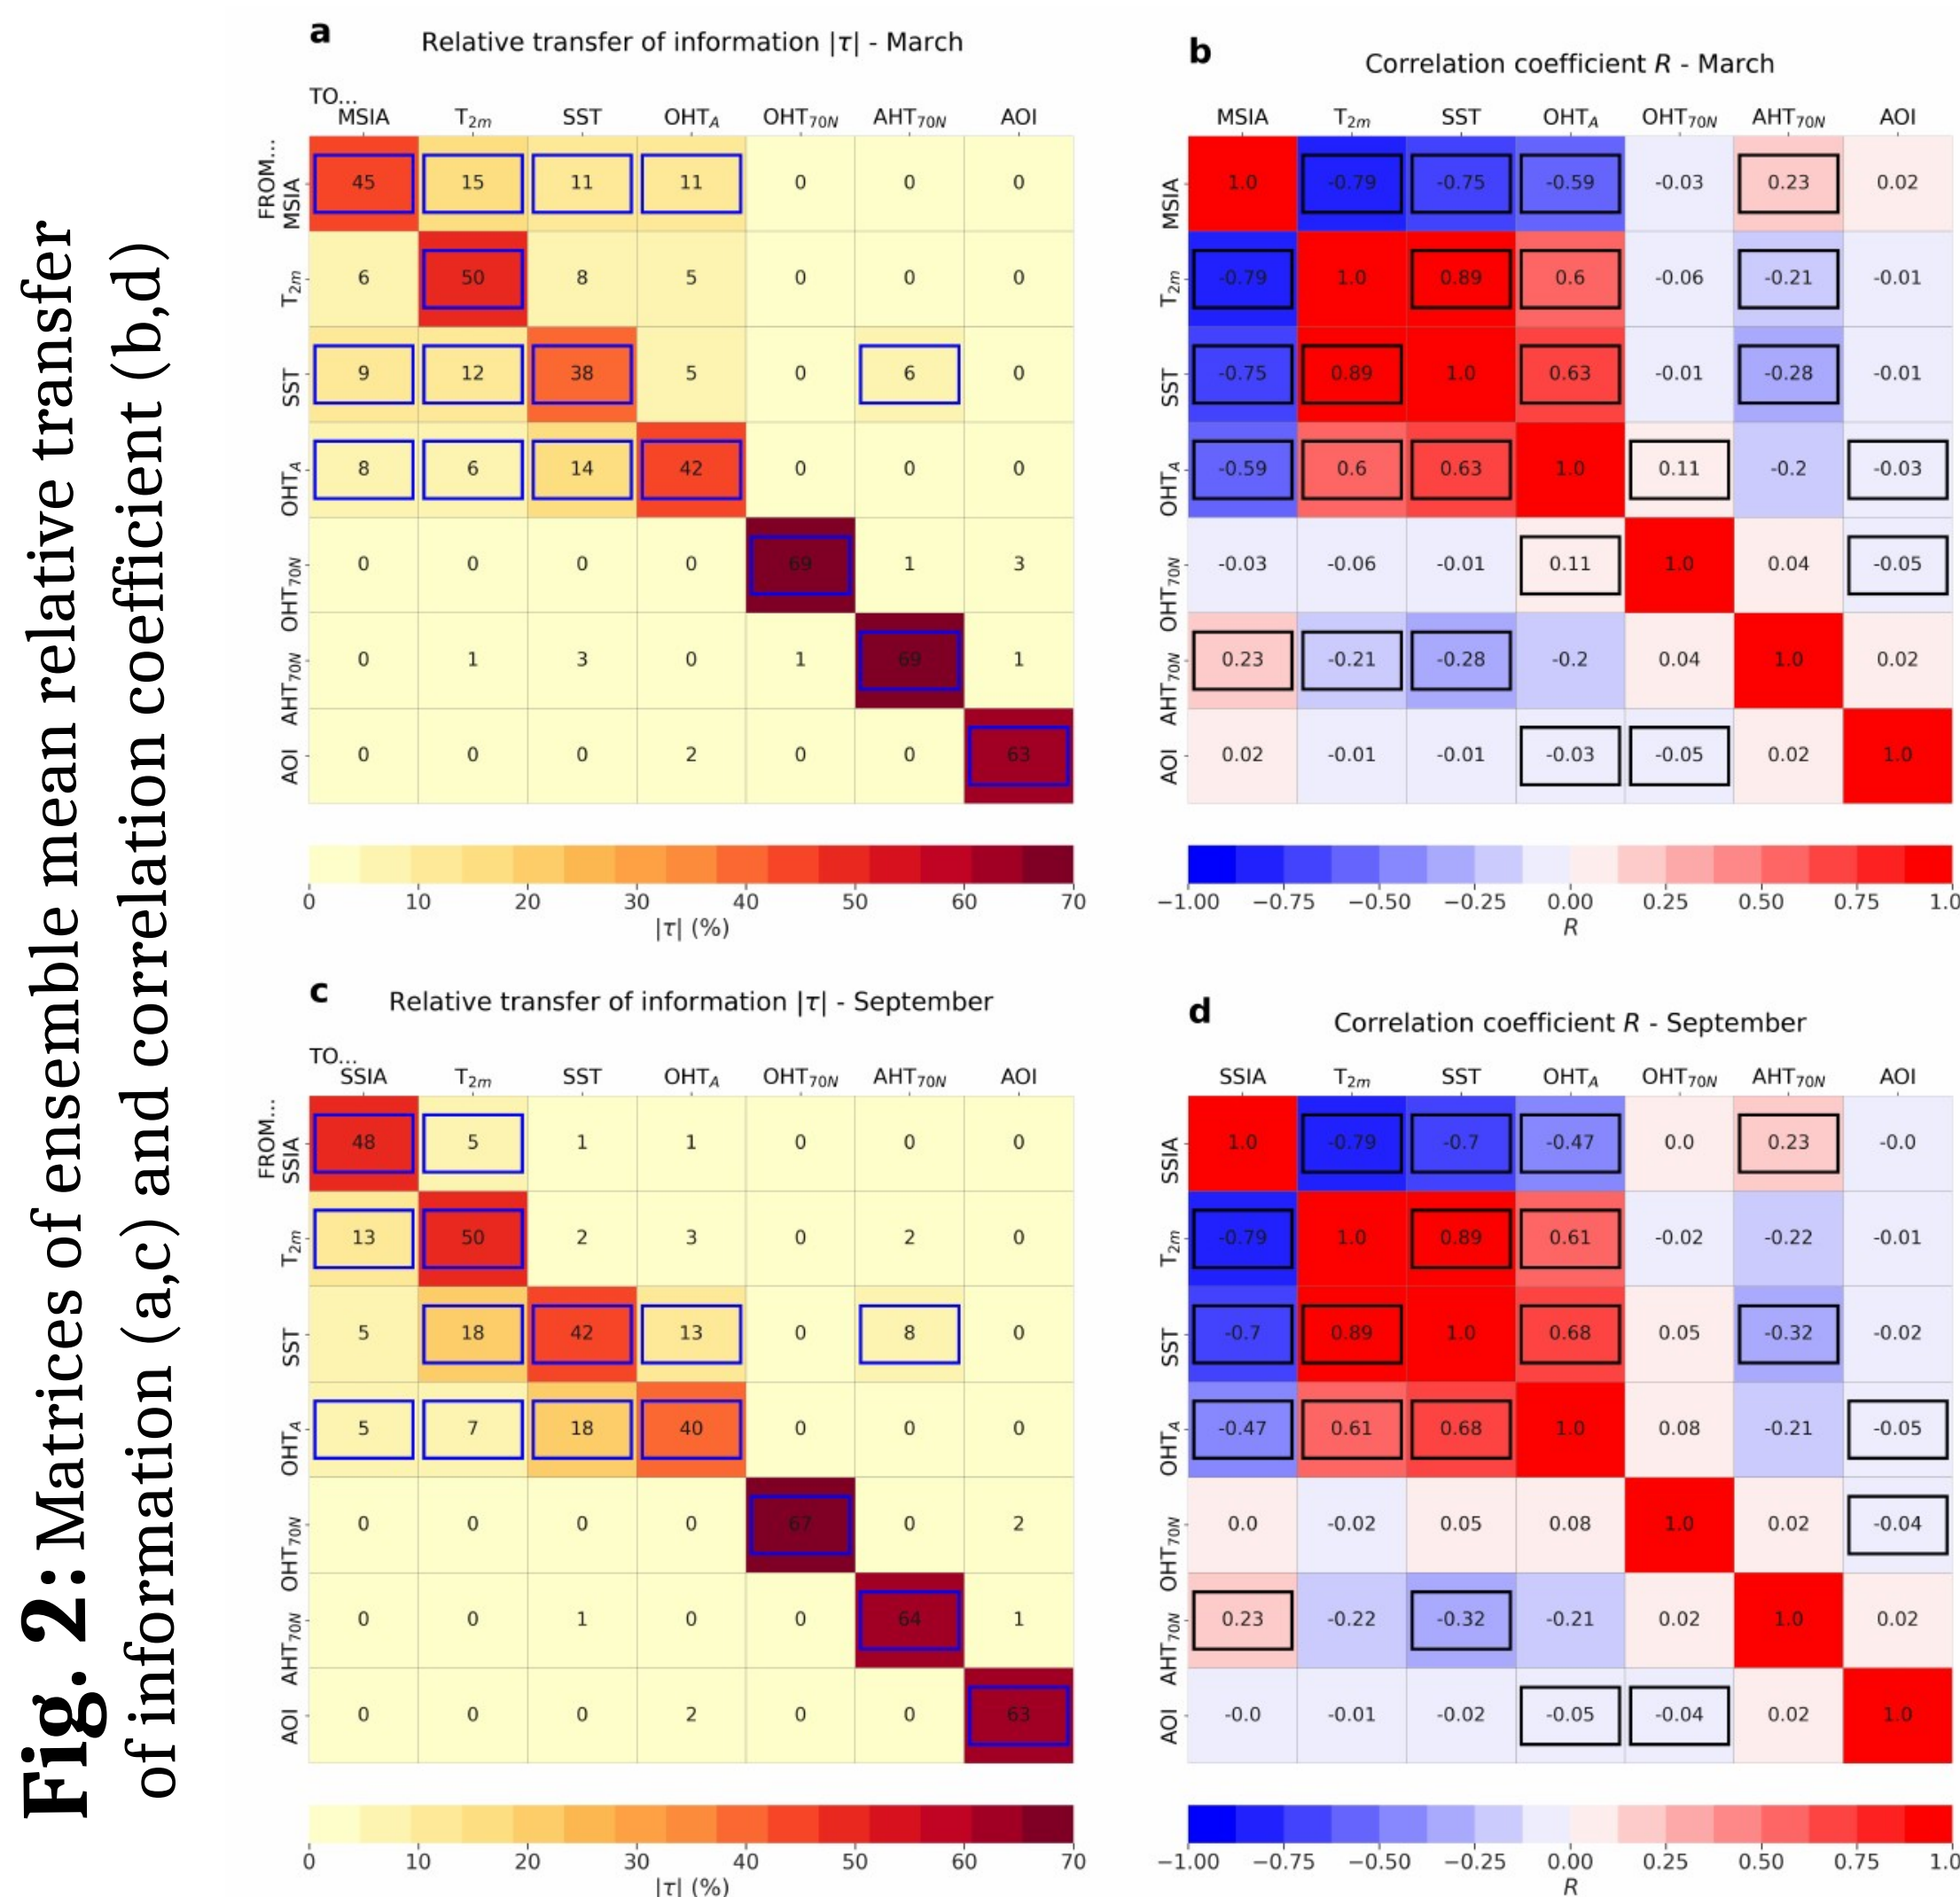 Fig. 2: Matrices of ensemble mean relative transfer
of information (a,c) and correlation coefficient (b,d)
a
Relative transfer of information |τ| - March
TO...
MSIA T2m SST OHTA OHT70N AHT70N AOI
FROM...
MSIA 45 15 11 11 0 0 0
T2m 6 50 8 5 0 0 0
SST 9 12 38 5 0 6 0
OHTA 8 6 14 42 0 0 0
OHT70N 0 0 0 0 69 1 3
AHT70N 0 1 3 0 1 69 1
AOI 0 0 0 2 0 0 63
0 10 20 30 40 50 60 70
|τ| (%)
b
Correlation coefficient R - March
MSIA T2m SST OHTA OHT70N AHT70N AOI
MSIA 1.0 -0.79 -0.75 -0.59 -0.03 0.23 0.02
T2m -0.79 1.0 0.89 0.6 -0.06 -0.21 -0.01
SST -0.75 0.89 1.0 0.63 -0.01 -0.28 -0.01
OHTA -0.59 0.6 0.63 1.0 0.11 -0.2 -0.03
OHT70N -0.03 -0.06 -0.01 0.11 1.0 0.04 -0.05
AHT70N 0.23 -0.21 -0.28 -0.2 0.04 1.0 0.02
AOI 0.02 -0.01 -0.01 -0.03 -0.05 0.02 1.0
−1.00 −0.75 −0.50 −0.25 0.00 0.25 0.50 0.75 1.0
R
c
Relative transfer of information |τ| - September
TO...
SSIA T2m SST OHTA OHT70N AHT70N AOI
FROM...
SSIA 48 5 1 1 0 0 0
T2m 13 50 2 3 0 2 0
SST 5 18 42 13 0 8 0
OHTA 5 7 18 40 0 0 0
OHT70N 0 0 0 0 67 0 2
AHT70N 0 0 1 0 0 64 1
AOI 0 0 0 2 0 0 63
0 10 20 30 40 50 60 70
|τ| (%)
d
Correlation coefficient R - September
SSIA T2m SST OHTA OHT70N AHT70N AOI
SSIA 1.0 -0.79 -0.7 -0.47 0.0 0.23 -0.0
T2m -0.79 1.0 0.89 0.61 -0.02 -0.22 -0.01
SST -0.7 0.89 1.0 0.68 0.05 -0.32 -0.02
OHTA -0.47 0.61 0.68 1.0 0.08 -0.21 -0.05
OHT70N 0.0 -0.02 0.05 0.08 1.0 0.02 -0.04
AHT70N 0.23 -0.22 -0.32 -0.21 0.02 1.0 0.02
AOI -0.0 -0.01 -0.02 -0.05 -0.04 0.02 1.0
−1.00 −0.75 −0.50 −0.25 0.00 0.25 0.50 0.75 1.0
R